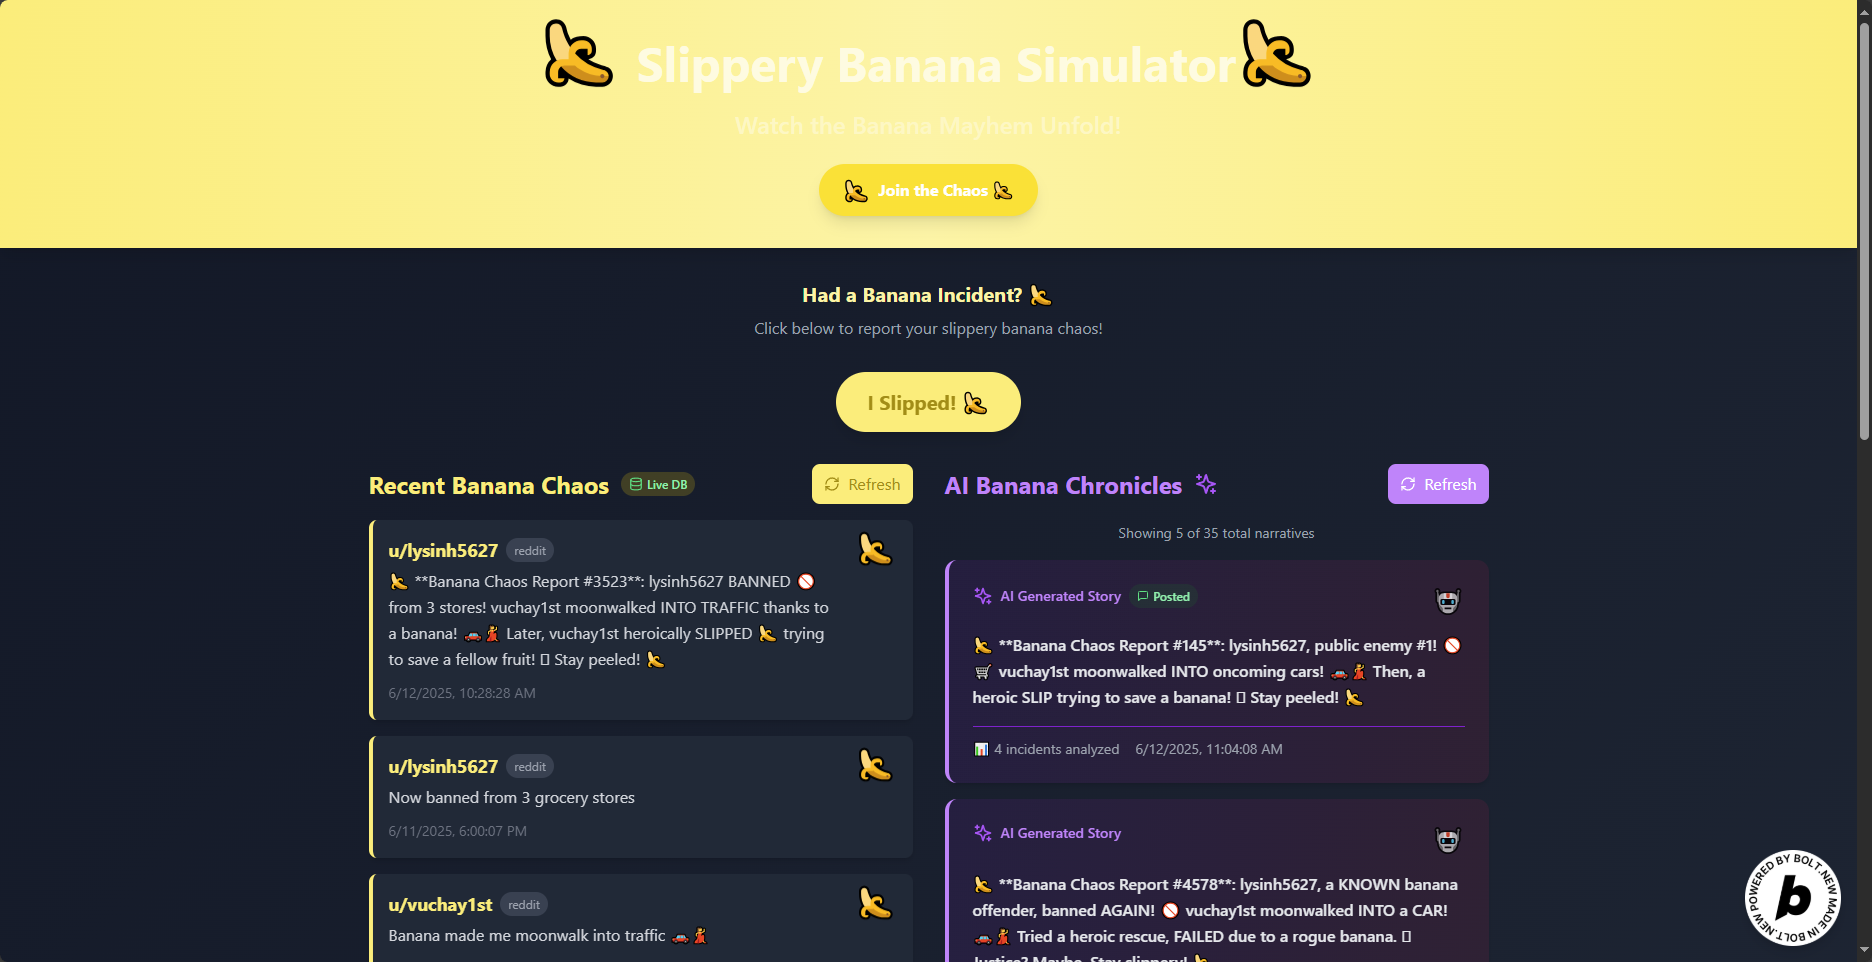 Slippery Banana Simulator
Watch the Banana Mayhem Unfold!
🍌 Join the Chaos 🍌
Had a Banana Incident? 🍌
Click below to report your slippery banana chaos!
I Slipped! 🍌
Recent Banana Chaos
Live DB
Refresh
u/lysinh5627 reddit
🍌 **Banana Chaos Report #3523**: lysinh5627 BANNED 🚫
from 3 stores! vuchay1st moonwalked INTO TRAFFIC thanks to
a banana! 🚗💃 Later, vuchay1st heroically SLIPPED 🍌 trying
to save a fellow fruit! Stay peeled! 🍌
6/12/2025, 10:28:28 AM
u/lysinh5627 reddit
Now banned from 3 grocery stores
6/11/2025, 6:00:07 PM
u/vuchay1st reddit
Banana made me moonwalk into traffic 🚗💃
AI Banana Chronicles
Refresh
Showing 5 of 35 total narratives
AI Generated Story Posted
🍌 **Banana Chaos Report #145**: lysinh5627, public enemy #1! 🚫
🛒 vuchay1st moonwalked INTO oncoming cars! 🚗💃 Then, a
heroic SLIP trying to save a banana! Stay peeled! 🍌
📊 4 incidents analyzed 6/12/2025, 11:04:08 AM
AI Generated Story
🍌 **Banana Chaos Report #4578**: lysinh5627, a KNOWN banana
offender, banned AGAIN! 🚫 vuchay1st moonwalked INTO a CAR!
🚗💃 Tried a heroic rescue, FAILED due to a rogue banana.
Justice? Maybe. Stay slippery! 🍌
POWERED BY BOLT.NEW MADE IN BOLT.NEW
b